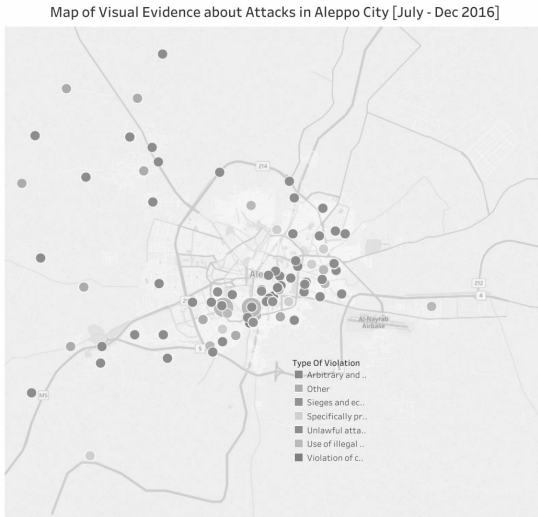 Map of Visual Evidence about Attacks in Aleppo City [July - Dec 2016]
214
Ale
212
4
Al-Nayrab
Airbase
5
M5
Type Of Violation
Arbitrary and ..
Other
Sieges and ec..
Specifically pr..
Unlawful atta..
Use of illegal ..
Violation of c..